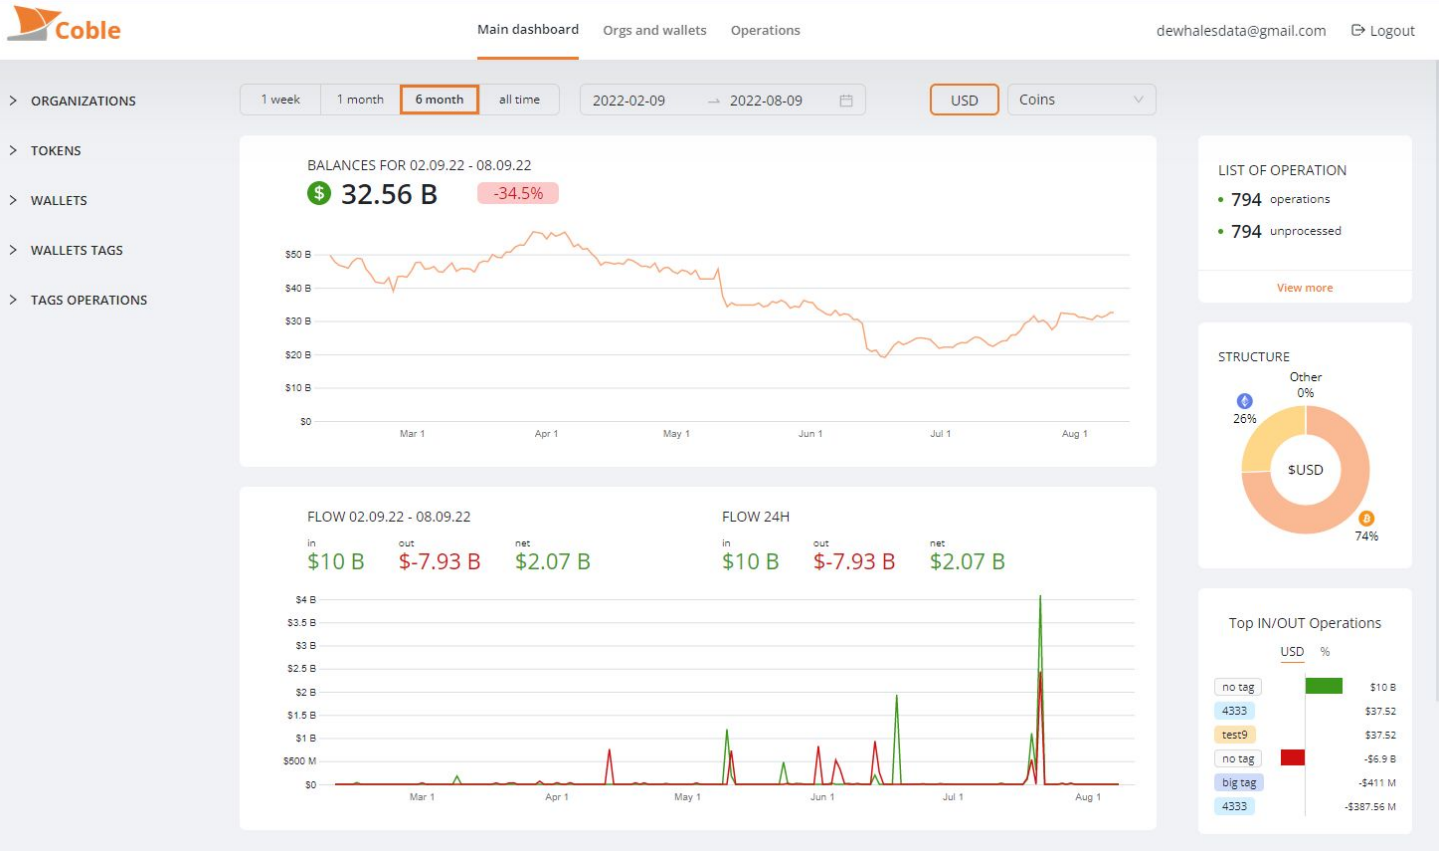 Coble
Main dashboard Orgs and wallets Operations
dewhalesdata@gmail.com Logout
ORGANIZATIONS
TOKENS
WALLETS
WALLETS TAGS
TAGS OPERATIONS
1 week 1 month 6 month all time
2022-02-09 → 2022-08-09
USD Coins
BALANCES FOR 02.09.22 - 08.09.22
$ 32.56 B -34.5%
$50 B
$40 B
$30 B
$20 B
$10 B
$0
Mar 1 Apr 1 May 1 Jun 1 Jul 1 Aug 1
FLOW 02.09.22 - 08.09.22
in out net
$10 B $-7.93 B $2.07 B
FLOW 24H
in out net
$10 B $-7.93 B $2.07 B
$4 B
$3.5 B
$3 B
$2.5 B
$2 B
$1.5 B
$1 B
$500 M
$0
Mar 1 Apr 1 May 1 Jun 1 Jul 1 Aug 1
LIST OF OPERATION
794 operations
794 unprocessed
View more
STRUCTURE
Other
0%
26%
$USD
74%
Top IN/OUT Operations
USD %
no tag $10 B
4333 $37.52
test9 $37.52
no tag -$6.9 B
big tag -$411 M
4333 -$387.56 M